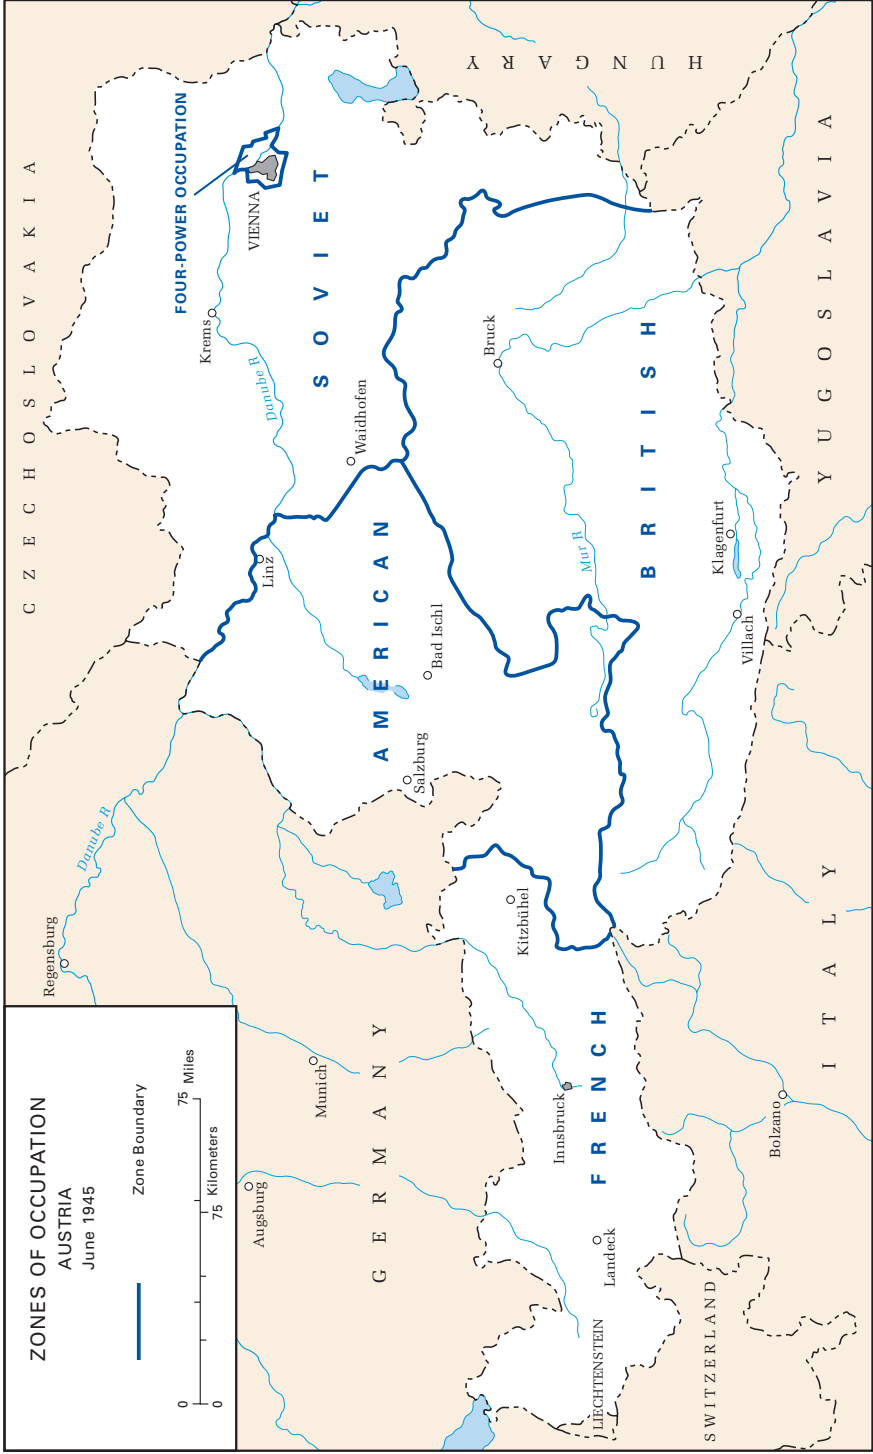 ZONES OF OCCUPATION
AUSTRIA
June 1945
Zone Boundary
0
75 Miles
0
75 Kilometers
CZECHOSLOVAKIA
GERMANY
HUNGARY
YUGOSLAVIA
ITALY
SWITZERLAND
LIECHTENSTEIN
FOUR-POWER OCCUPATION
VIENNA
SOVIET
AMERICAN
BRITISH
FRENCH
Regensburg
Danube R
Munich
Augsburg
Krems
Danube R
Waidhofen
Linz
Bad Ischl
Salzburg
Bruck
Mur R
Klagenfurt
Villach
Kitzbühel
Innsbruck
Landeck
Bolzano